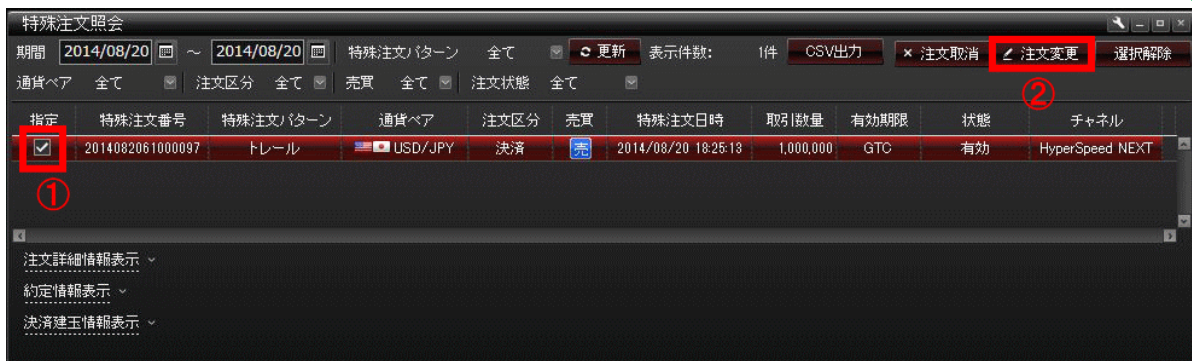 特殊注文照会
期間 2014/08/20 ～ 2014/08/20 特殊注文パターン 全て 更新 表示件数: 1件 CSV出力 × 注文取消 注文変更 選択解除
通貨ペア 全て 注文区分 全て 売買 全て 注文状態 全て
②
指定 特殊注文番号 特殊注文パターン 通貨ペア 注文区分 売買 特殊注文日時 取引数量 有効期限 状態 チャネル
2014082061000097 トレール USD/JPY 決済 売 2014/08/20 18:25:13 1,000,000 GTC 有効 HyperSpeed NEXT
①
注文詳細情報表示
約定情報表示
決済建玉情報表示